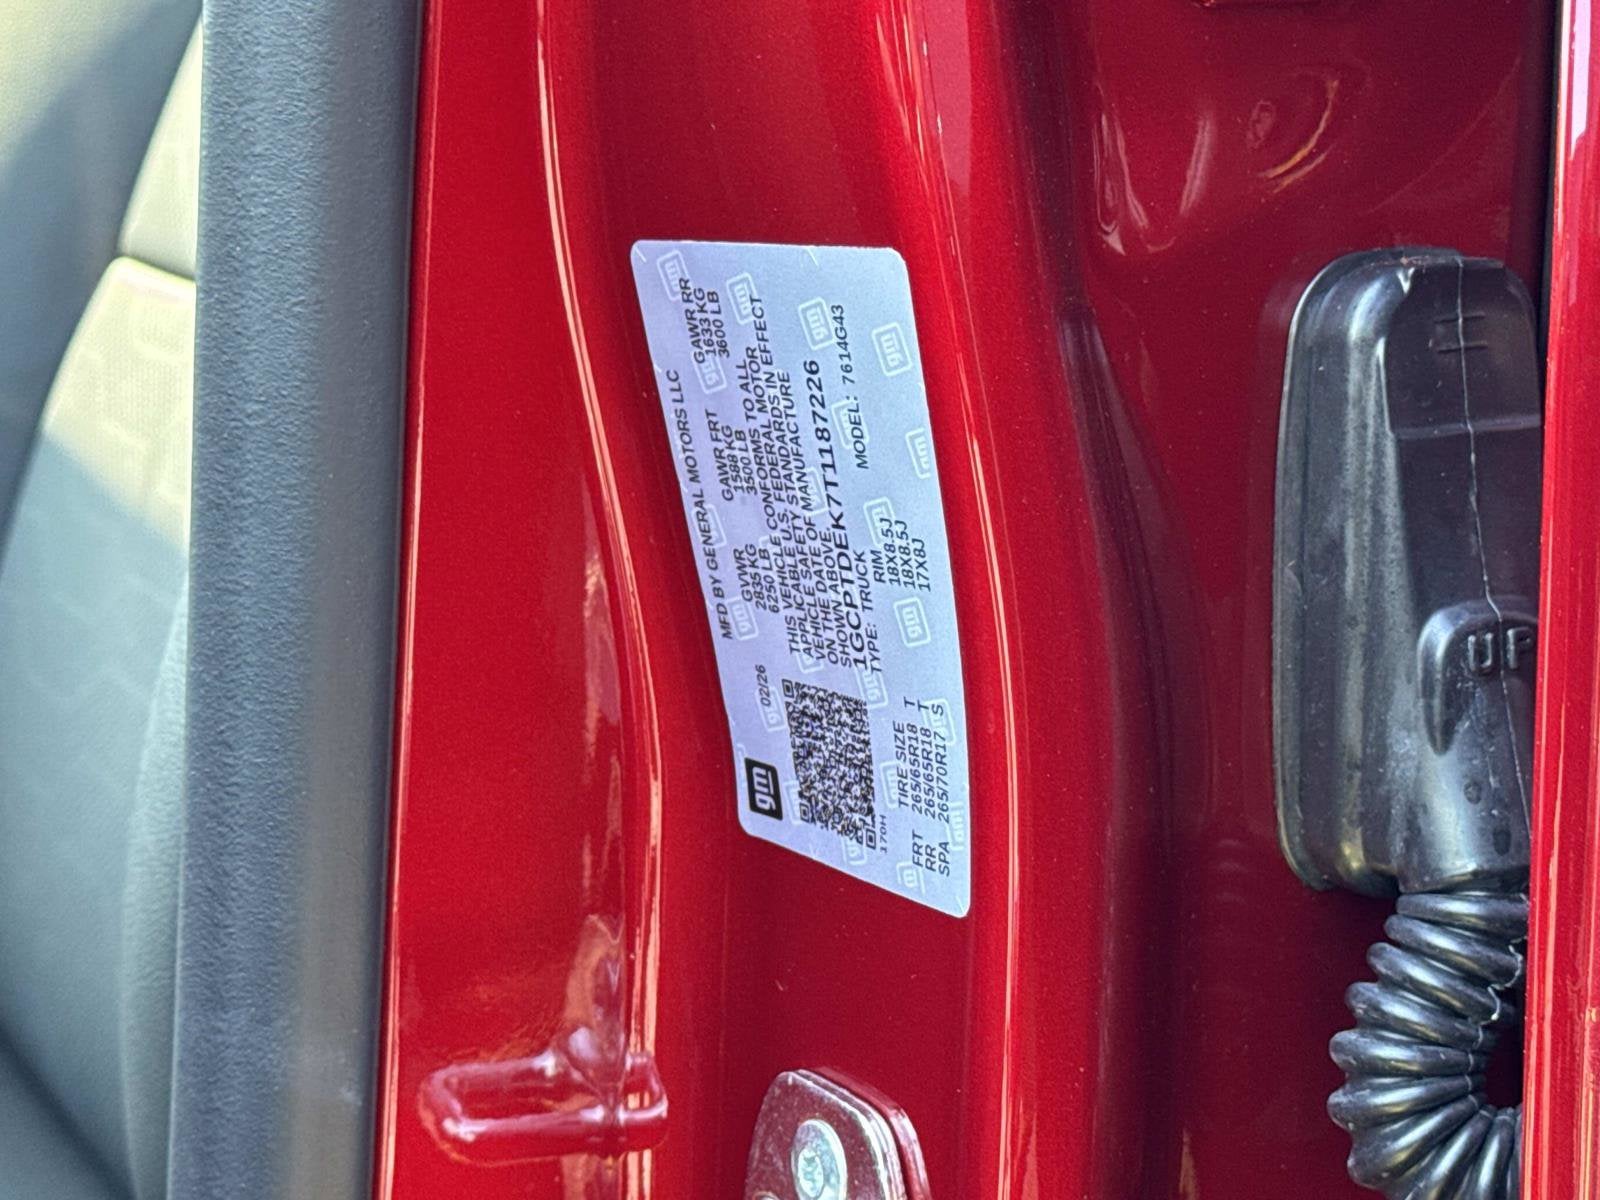 gm
02/26
MFD BY GENERAL MOTORS LLC
GVWR GAWR FRT GAWR RR
2835 KG 1588 KG 1633 KG
6250 LB 3500 LB 3600 LB
THIS VEHICLE CONFORMS TO ALL
APPLICABLE U.S. FEDERAL MOTOR
VEHICLE SAFETY STANDARDS IN EFFECT
ON THE DATE OF MANUFACTURE
SHOWN ABOVE.
1GCPTDEK7T1187226
TYPE: TRUCK MODEL: 7614G43
170H
TIRE SIZE RIM
FRT 265/65R18 T 18X8.5J
RR 265/65R18 T 18X8.5J
SPA 265/70R17 S 17X8J
UP